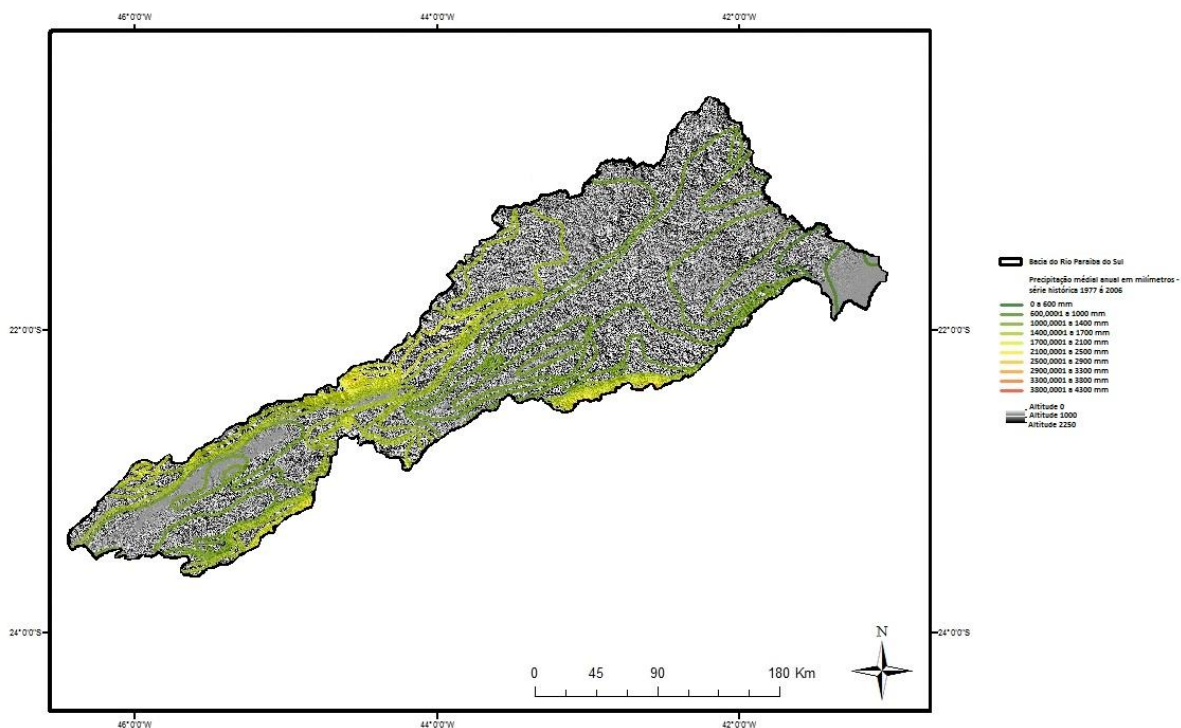 46°0'0"W 44°0'0"W 42°0'0"W
Bacia do Rio Paraiba do Sul
Precipitação médial anual em milímetros -
série histórica 1977 á 2006
0 a 600 mm
600,0001 a 1000 mm
1000,0001 a 1400 mm
1400,0001 a 1700 mm
1700,0001 a 2100 mm
2100,0001 a 2500 mm
2500,0001 a 2900 mm
2900,0001 a 3300 mm
3300,0001 a 3800 mm
3800,0001 a 4300 mm
22°0'0"S 22°0'0"S
Altitude 0
Altitude 1000
Altitude 2250
24°0'0"S 24°0'0"S
N
0 45 90 180 Km
46°0'0"W 44°0'0"W 42°0'0"W